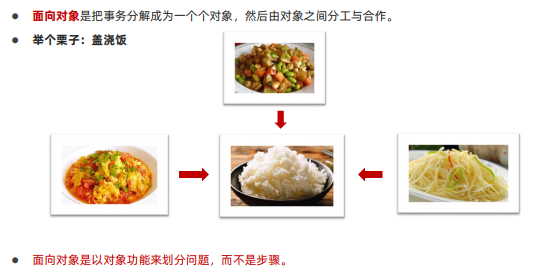 面向对象是把事务分解成为一个个对象，然后由对象之间分工与合作。
举个栗子：盖浇饭
面向对象是以对象功能来划分问题，而不是步骤。